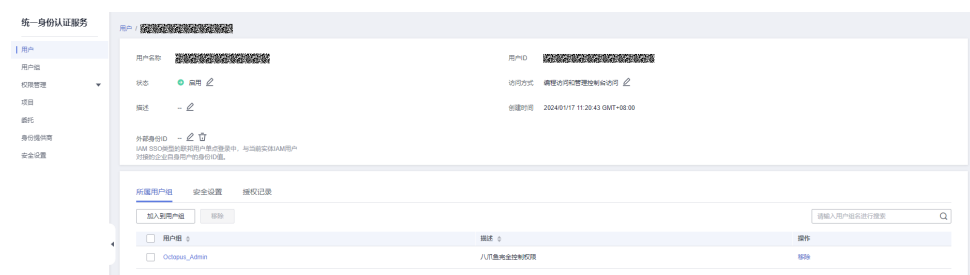 统一身份认证服务
用户
用户组
权限管理
项目
委托
身份提供商
安全设置
用户 /
用户名称
用户ID
状态 启用
访问方式 编程访问和管理控制台访问
描述 --
创建时间 2024/01/17 11:20:43 GMT+08:00
外部身份ID --
IAM SSO类型的联邦用户单点登录中，与当前实体IAM用户
对接的企业自身用户的身份ID值。
所属用户组 安全设置 授权记录
加入到用户组 移除
请输入用户组名进行搜索
用户组 描述 操作
Octopus_Admin 八爪鱼完全控制权限 移除